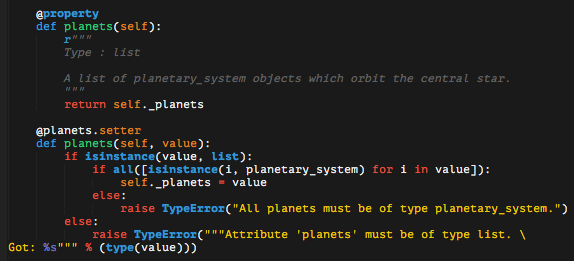 @property
def planets(self):
r"""
Type : list
A list of planetary_system objects which orbit the central star.
"""
return self._planets
@planets.setter
def planets(self, value):
if isinstance(value, list):
if all([isinstance(i, planetary_system) for i in value]):
self._planets = value
else:
raise TypeError("All planets must be of type planetary_system.")
else:
raise TypeError("""Attribute 'planets' must be of type list. \
Got: %s""" % (type(value)))